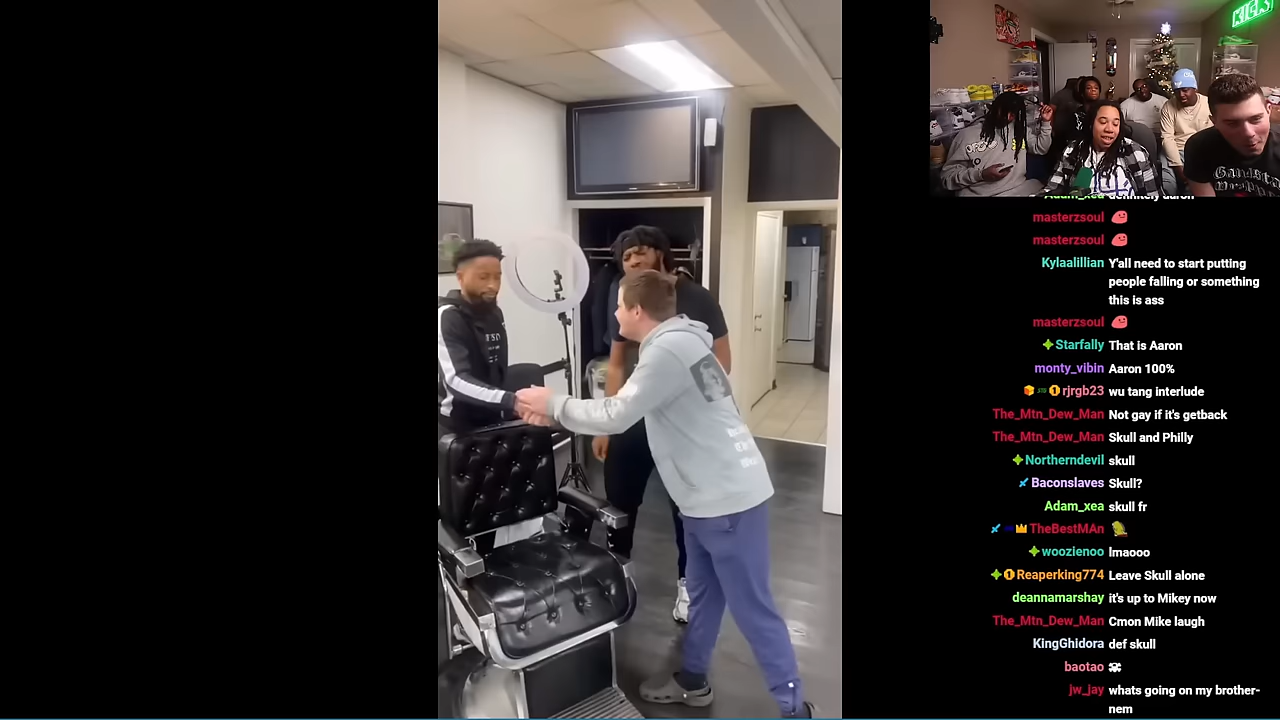 KICKS
definitely aaron
masterzsoul
masterzsoul
Kylaalillian Y'all need to start putting
people falling or something
this is ass
masterzsoul
Starfally That is Aaron
monty_vibin Aaron 100%
rjrgb23 wu tang interlude
The_Mtn_Dew_Man Not gay if it's getback
The_Mtn_Dew_Man Skull and Philly
Northerndevil skull
Baconslaves Skull?
Adam_xea skull fr
TheBestMAn
woozienoo lmaooo
Reaperking774 Leave Skull alone
deannamarshay it's up to Mikey now
The_Mtn_Dew_Man Cmon Mike laugh
KingGhidora def skull
baotao
jw_jay whats going on my brother-
nem